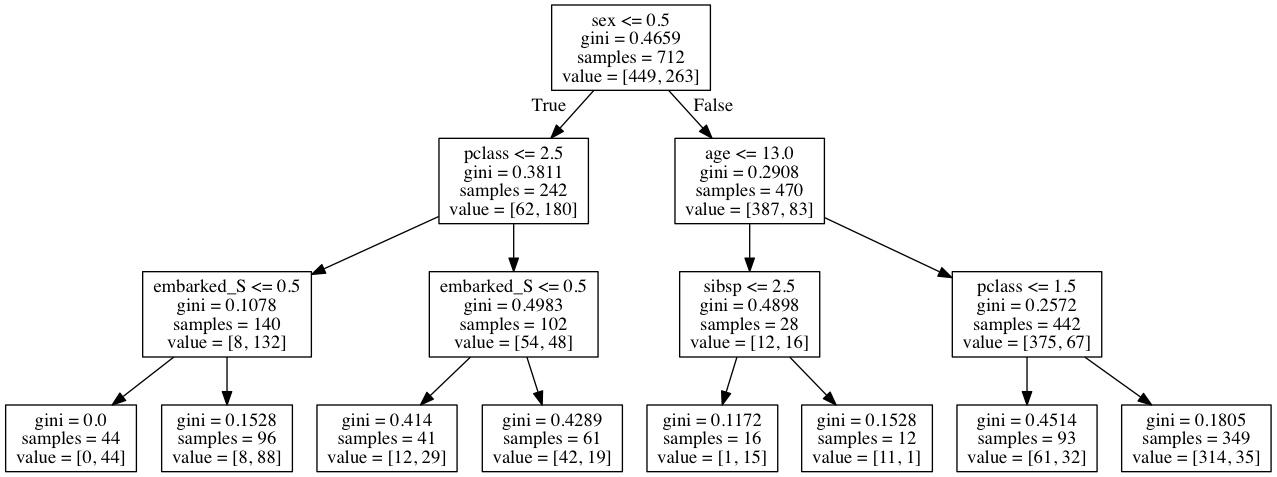 sex <= 0.5
gini = 0.4659
samples = 712
value = [449, 263]
True
False
pclass <= 2.5
gini = 0.3811
samples = 242
value = [62, 180]
age <= 13.0
gini = 0.2908
samples = 470
value = [387, 83]
embarked_S <= 0.5
gini = 0.1078
samples = 140
value = [8, 132]
embarked_S <= 0.5
gini = 0.4983
samples = 102
value = [54, 48]
sibsp <= 2.5
gini = 0.4898
samples = 28
value = [12, 16]
pclass <= 1.5
gini = 0.2572
samples = 442
value = [375, 67]
gini = 0.0
samples = 44
value = [0, 44]
gini = 0.1528
samples = 96
value = [8, 88]
gini = 0.414
samples = 41
value = [12, 29]
gini = 0.4289
samples = 61
value = [42, 19]
gini = 0.1172
samples = 16
value = [1, 15]
gini = 0.1528
samples = 12
value = [11, 1]
gini = 0.4514
samples = 93
value = [61, 32]
gini = 0.1805
samples = 349
value = [314, 35]